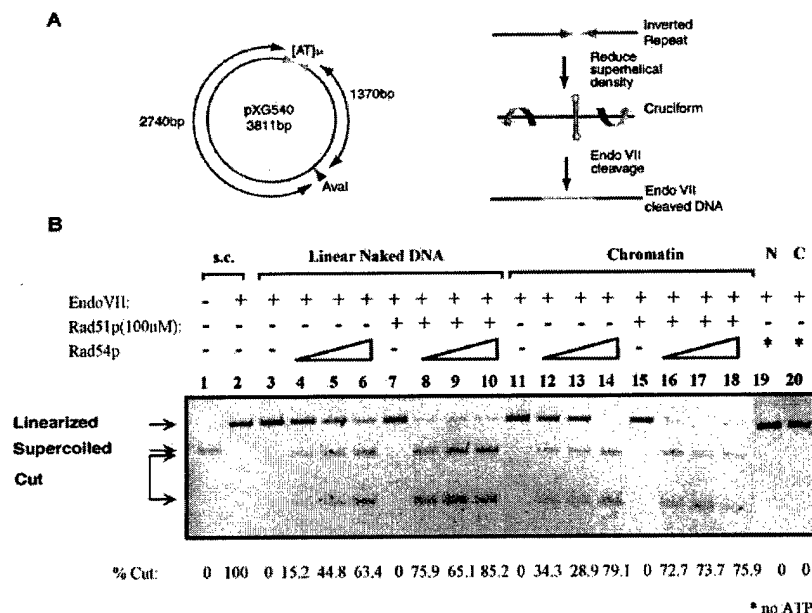 A
[AT]
pXG540
3811bp
2740bp
1370bp
AvaI
Inverted
Repeat
Reduce
superhelical
density
Cruciform
Endo VII
cleavage
Endo VII
cleaved DNA
B
s.c. Linear Naked DNA Chromatin N C
EndoVII: - + + + + + + + + + + + + + + + + + + +
Rad51p(100nM): - - - - - - + + + + - - - - + + + + - -
Rad54p - - - - - - * *
1 2 3 4 5 6 7 8 9 10 11 12 13 14 15 16 17 18 19 20
Linearized
Supercoiled
Cut
% Cut: 0 100 0 15.2 44.8 63.4 0 75.9 65.1 85.2 0 34.3 28.9 79.1 0 72.7 73.7 75.9 0 0
* no ATP